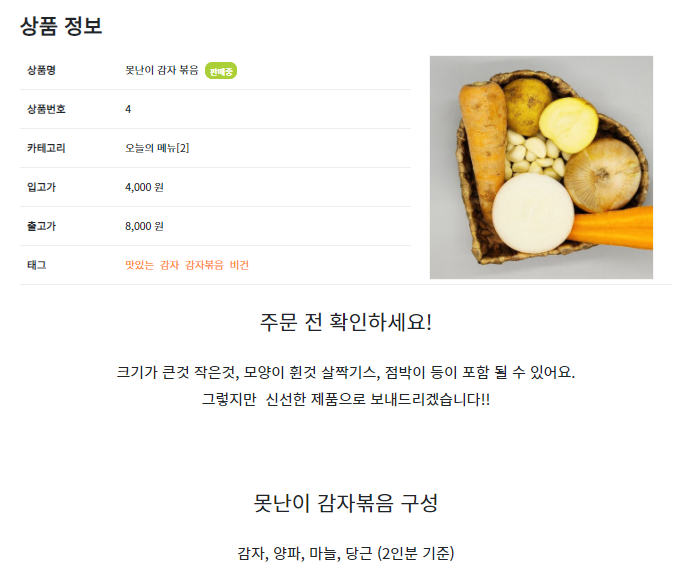 상품 정보
상품명 못난이 감자 볶음 판매중
상품번호 4
카테고리 오늘의 메뉴[2]
입고가 4,000 원
출고가 8,000 원
태그 맛있는 감자 감자볶음 비건
주문 전 확인하세요!
크기가 큰것 작은것, 모양이 휜것 살짝기스, 점박이 등이 포함 될 수 있어요.
그렇지만 신선한 제품으로 보내드리겠습니다!!
못난이 감자볶음 구성
감자, 양파, 마늘, 당근 (2인분 기준)